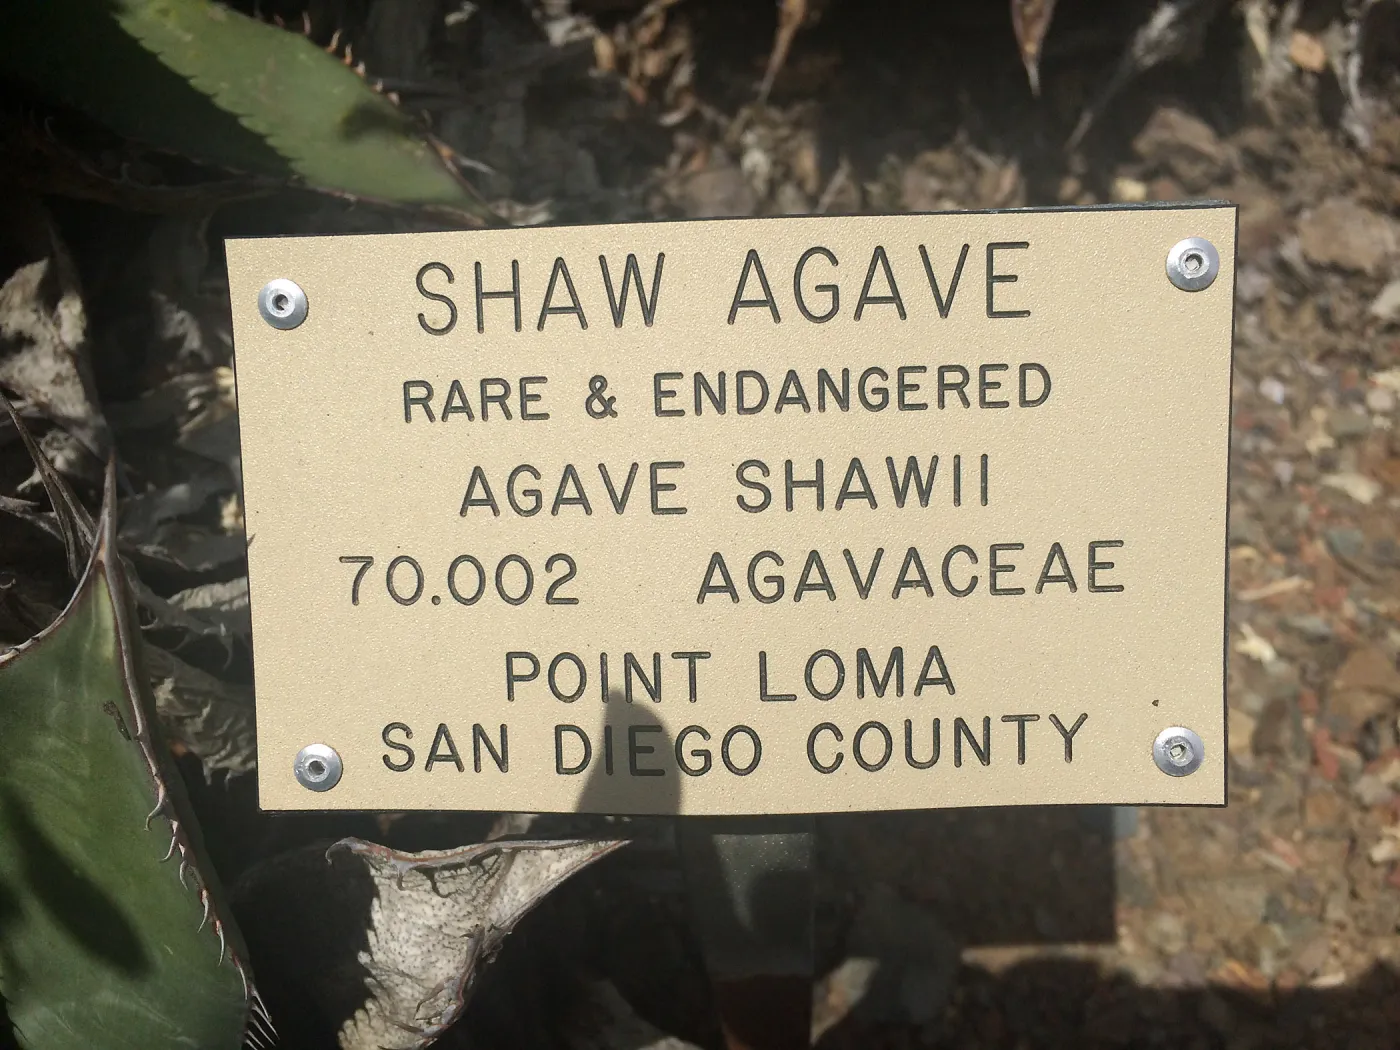 SHAW AGAVE
RARE & ENDANGERED
AGAVE SHAWII
70.002 AGAVACEAE
POINT LOMA
SAN DIEGO COUNTY